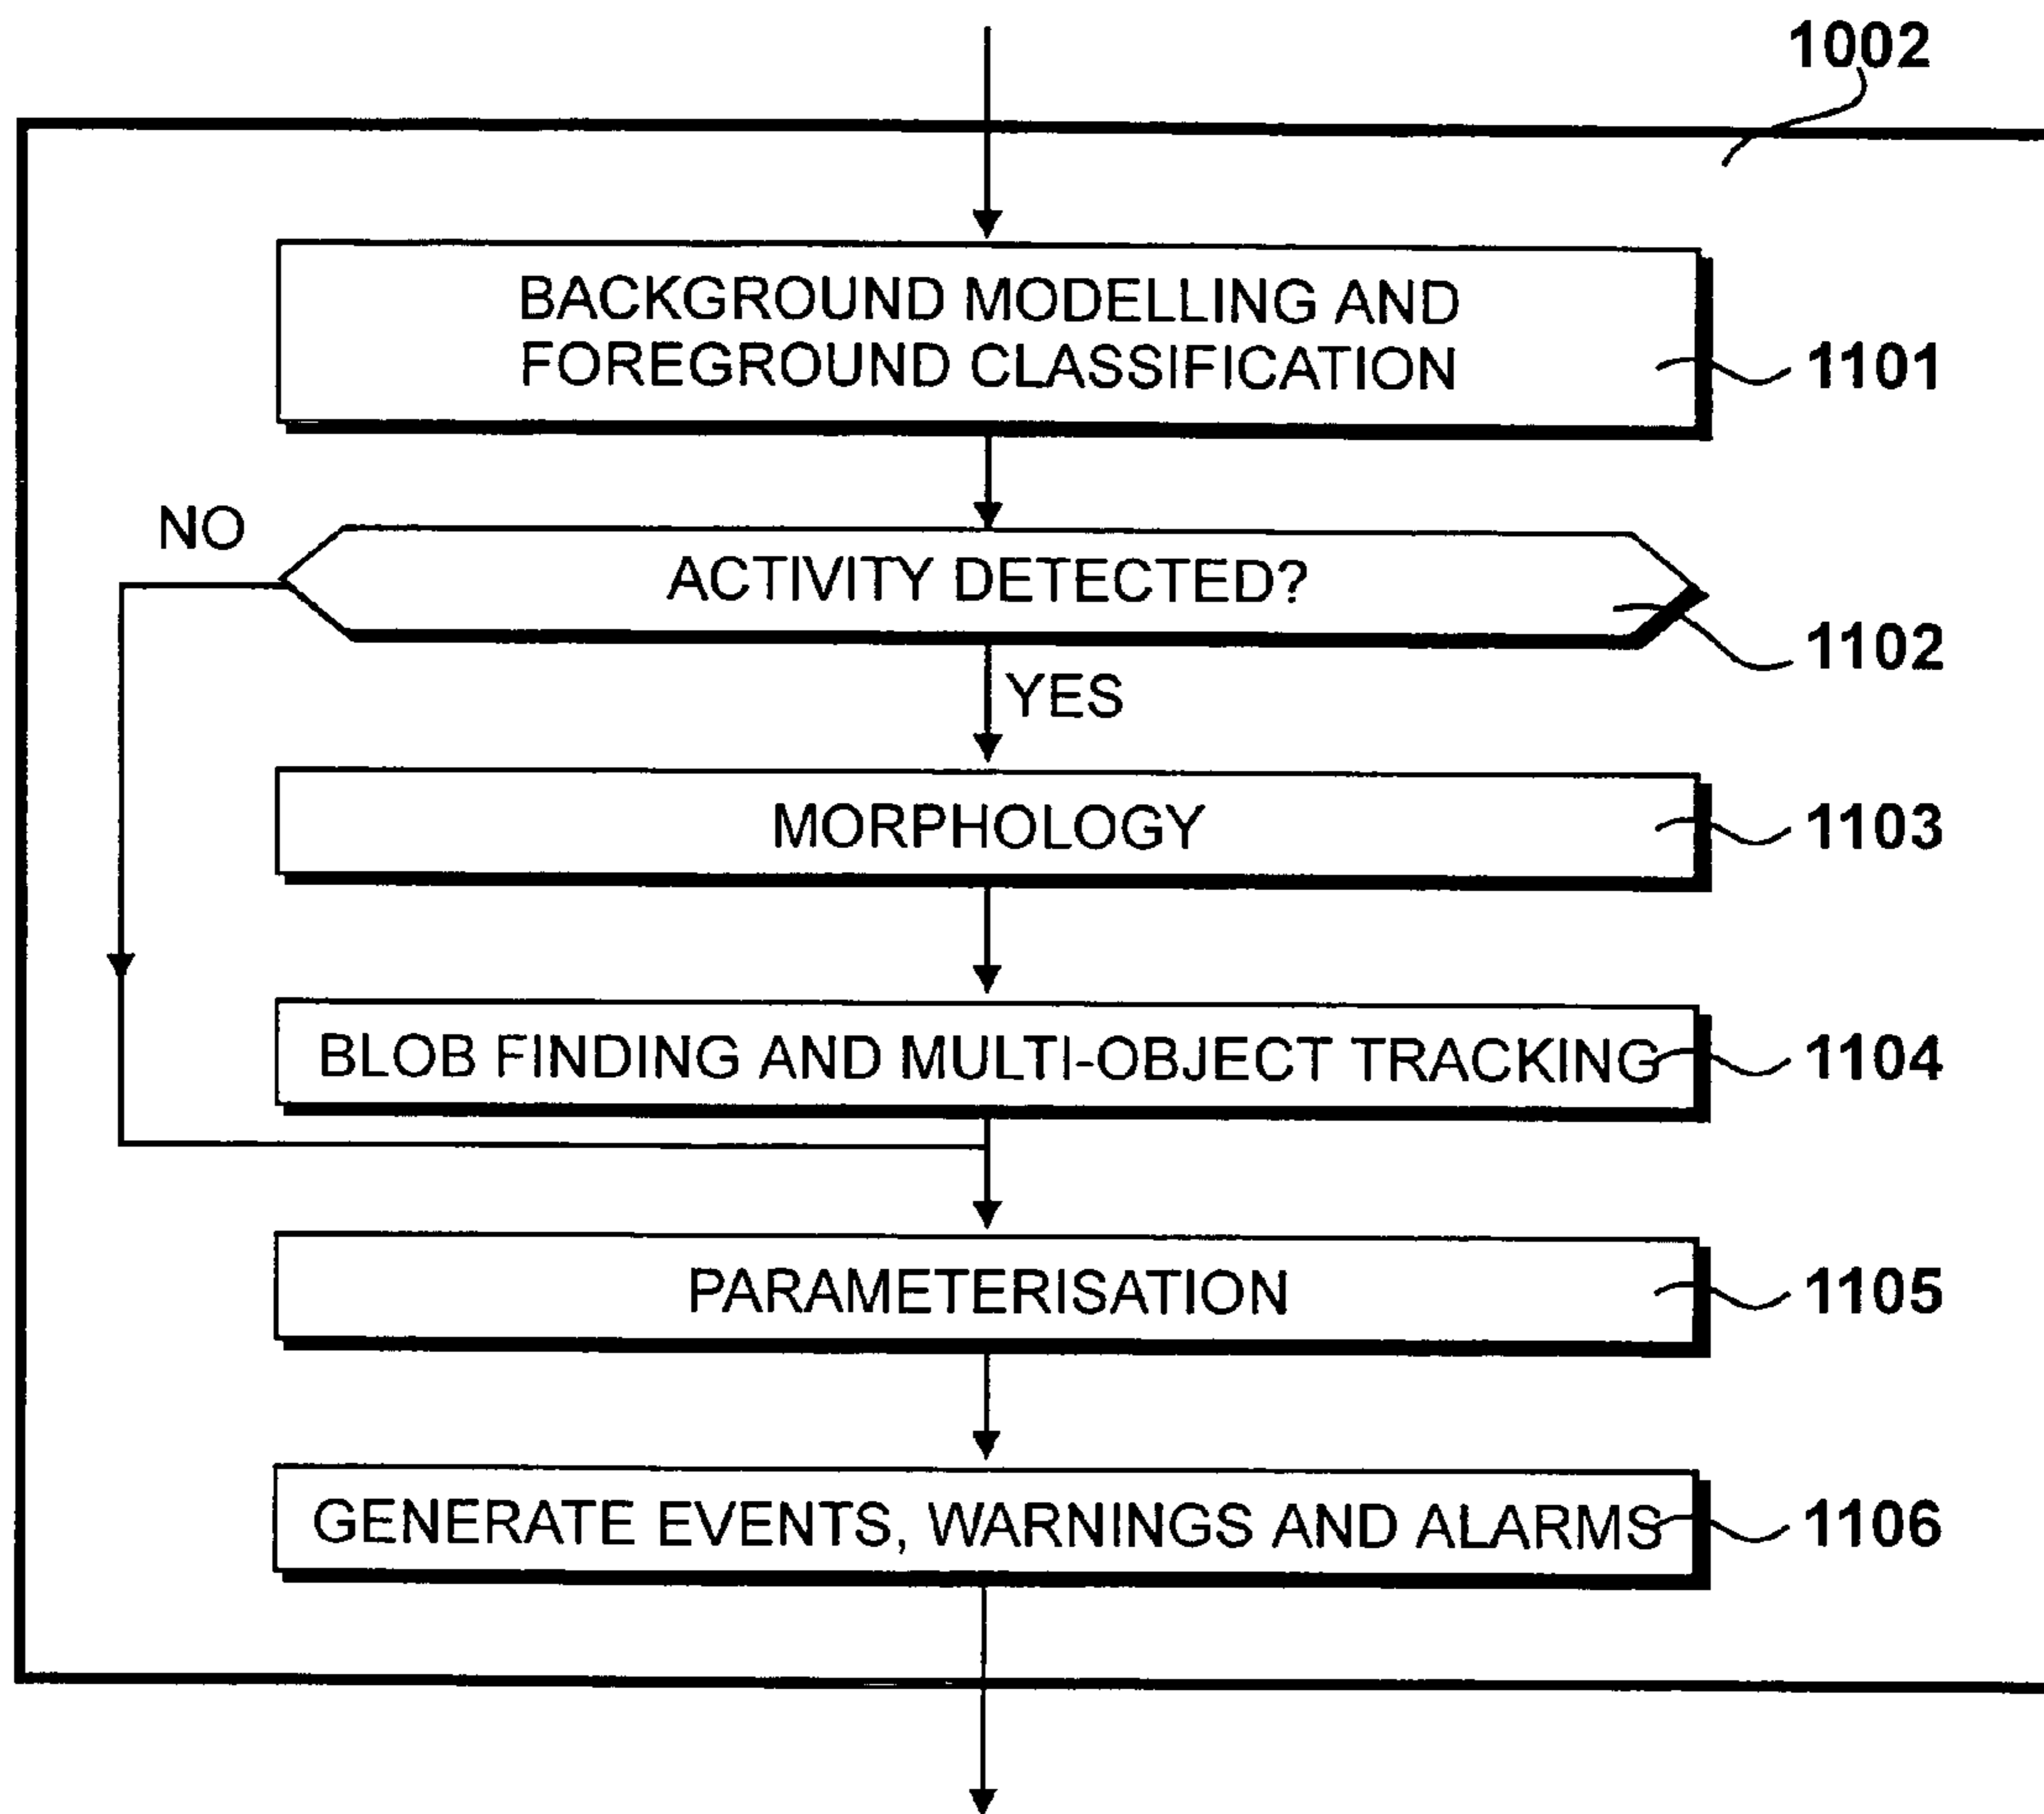 1002
BACKGROUND MODELLING AND
FOREGROUND CLASSIFICATION
1101
NO
ACTIVITY DETECTED?
1102
YES
MORPHOLOGY
1103
BLOB FINDING AND MULTI-OBJECT TRACKING
1104
PARAMETERISATION
1105
GENERATE EVENTS, WARNINGS AND ALARMS
1106